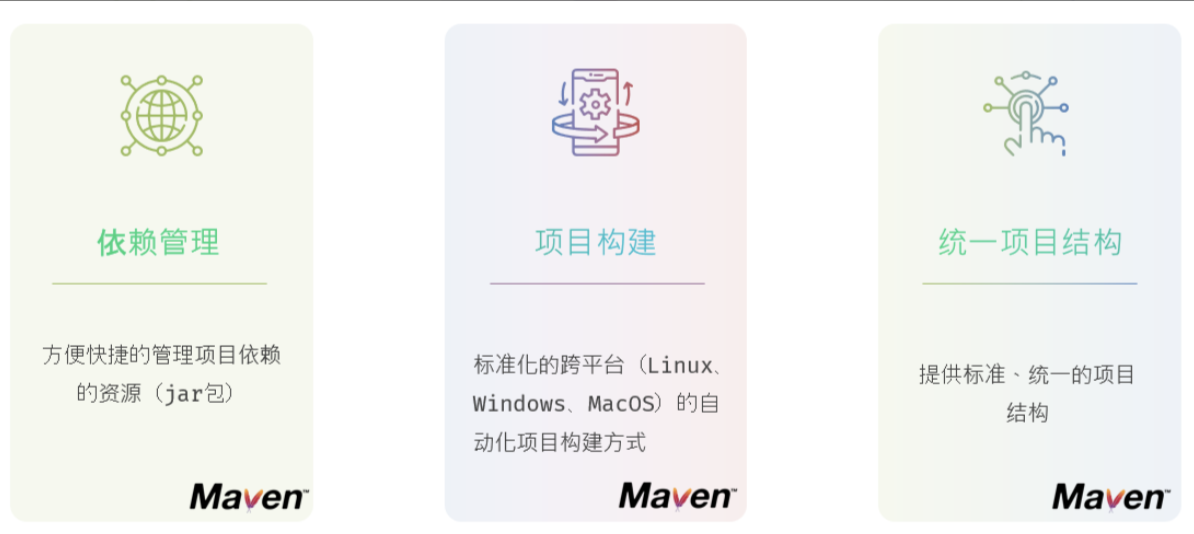 依赖管理
方便快捷的管理项目依赖
的资源（jar包）
Maven™
项目构建
标准化的跨平台（Linux、
Windows、MacOS）的自
动化项目构建方式
Maven™
统一项目结构
提供标准、统一的项目
结构
Maven™